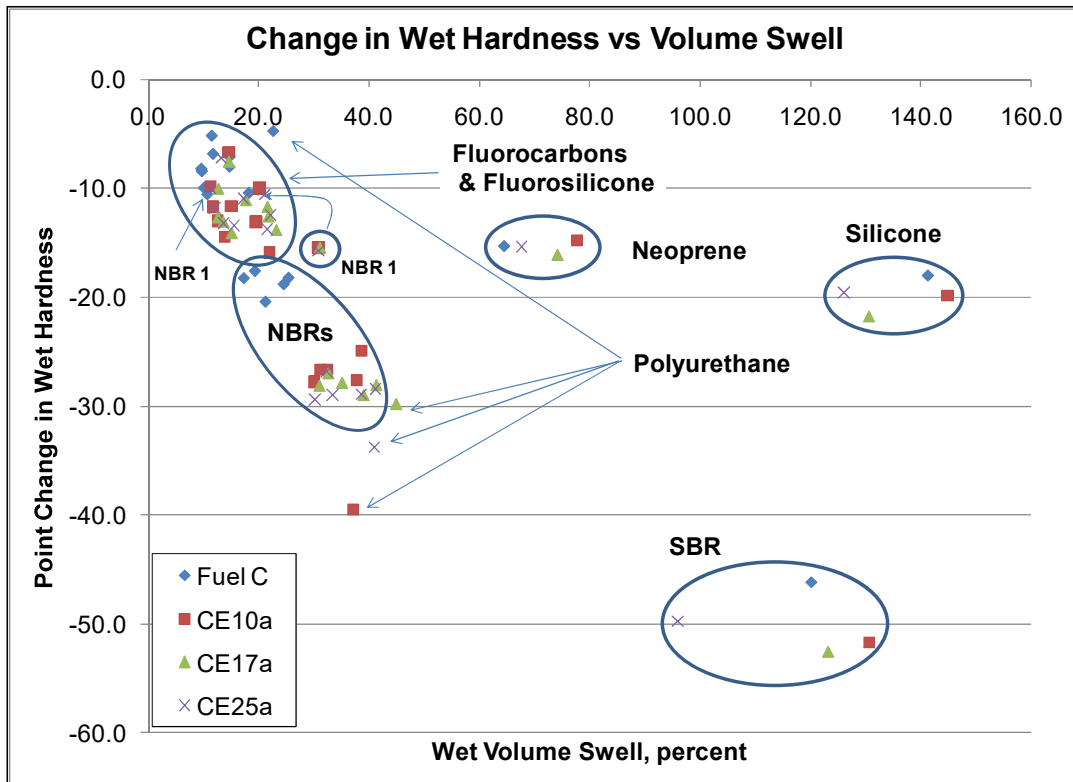 Change in Wet Hardness vs Volume Swell
0.0
0.0 20.0 40.0 60.0 80.0 100.0 120.0 140.0 160.0
Fluorocarbons
& Fluorosilicone
-10.0
NBR 1
NBR 1
Neoprene
Silicone
-20.0
NBRs
Polyurethane
-30.0
-40.0
SBR
-50.0
-60.0
Point Change in Wet Hardness
Fuel C
CE10a
CE17a
CE25a
Wet Volume Swell, percent